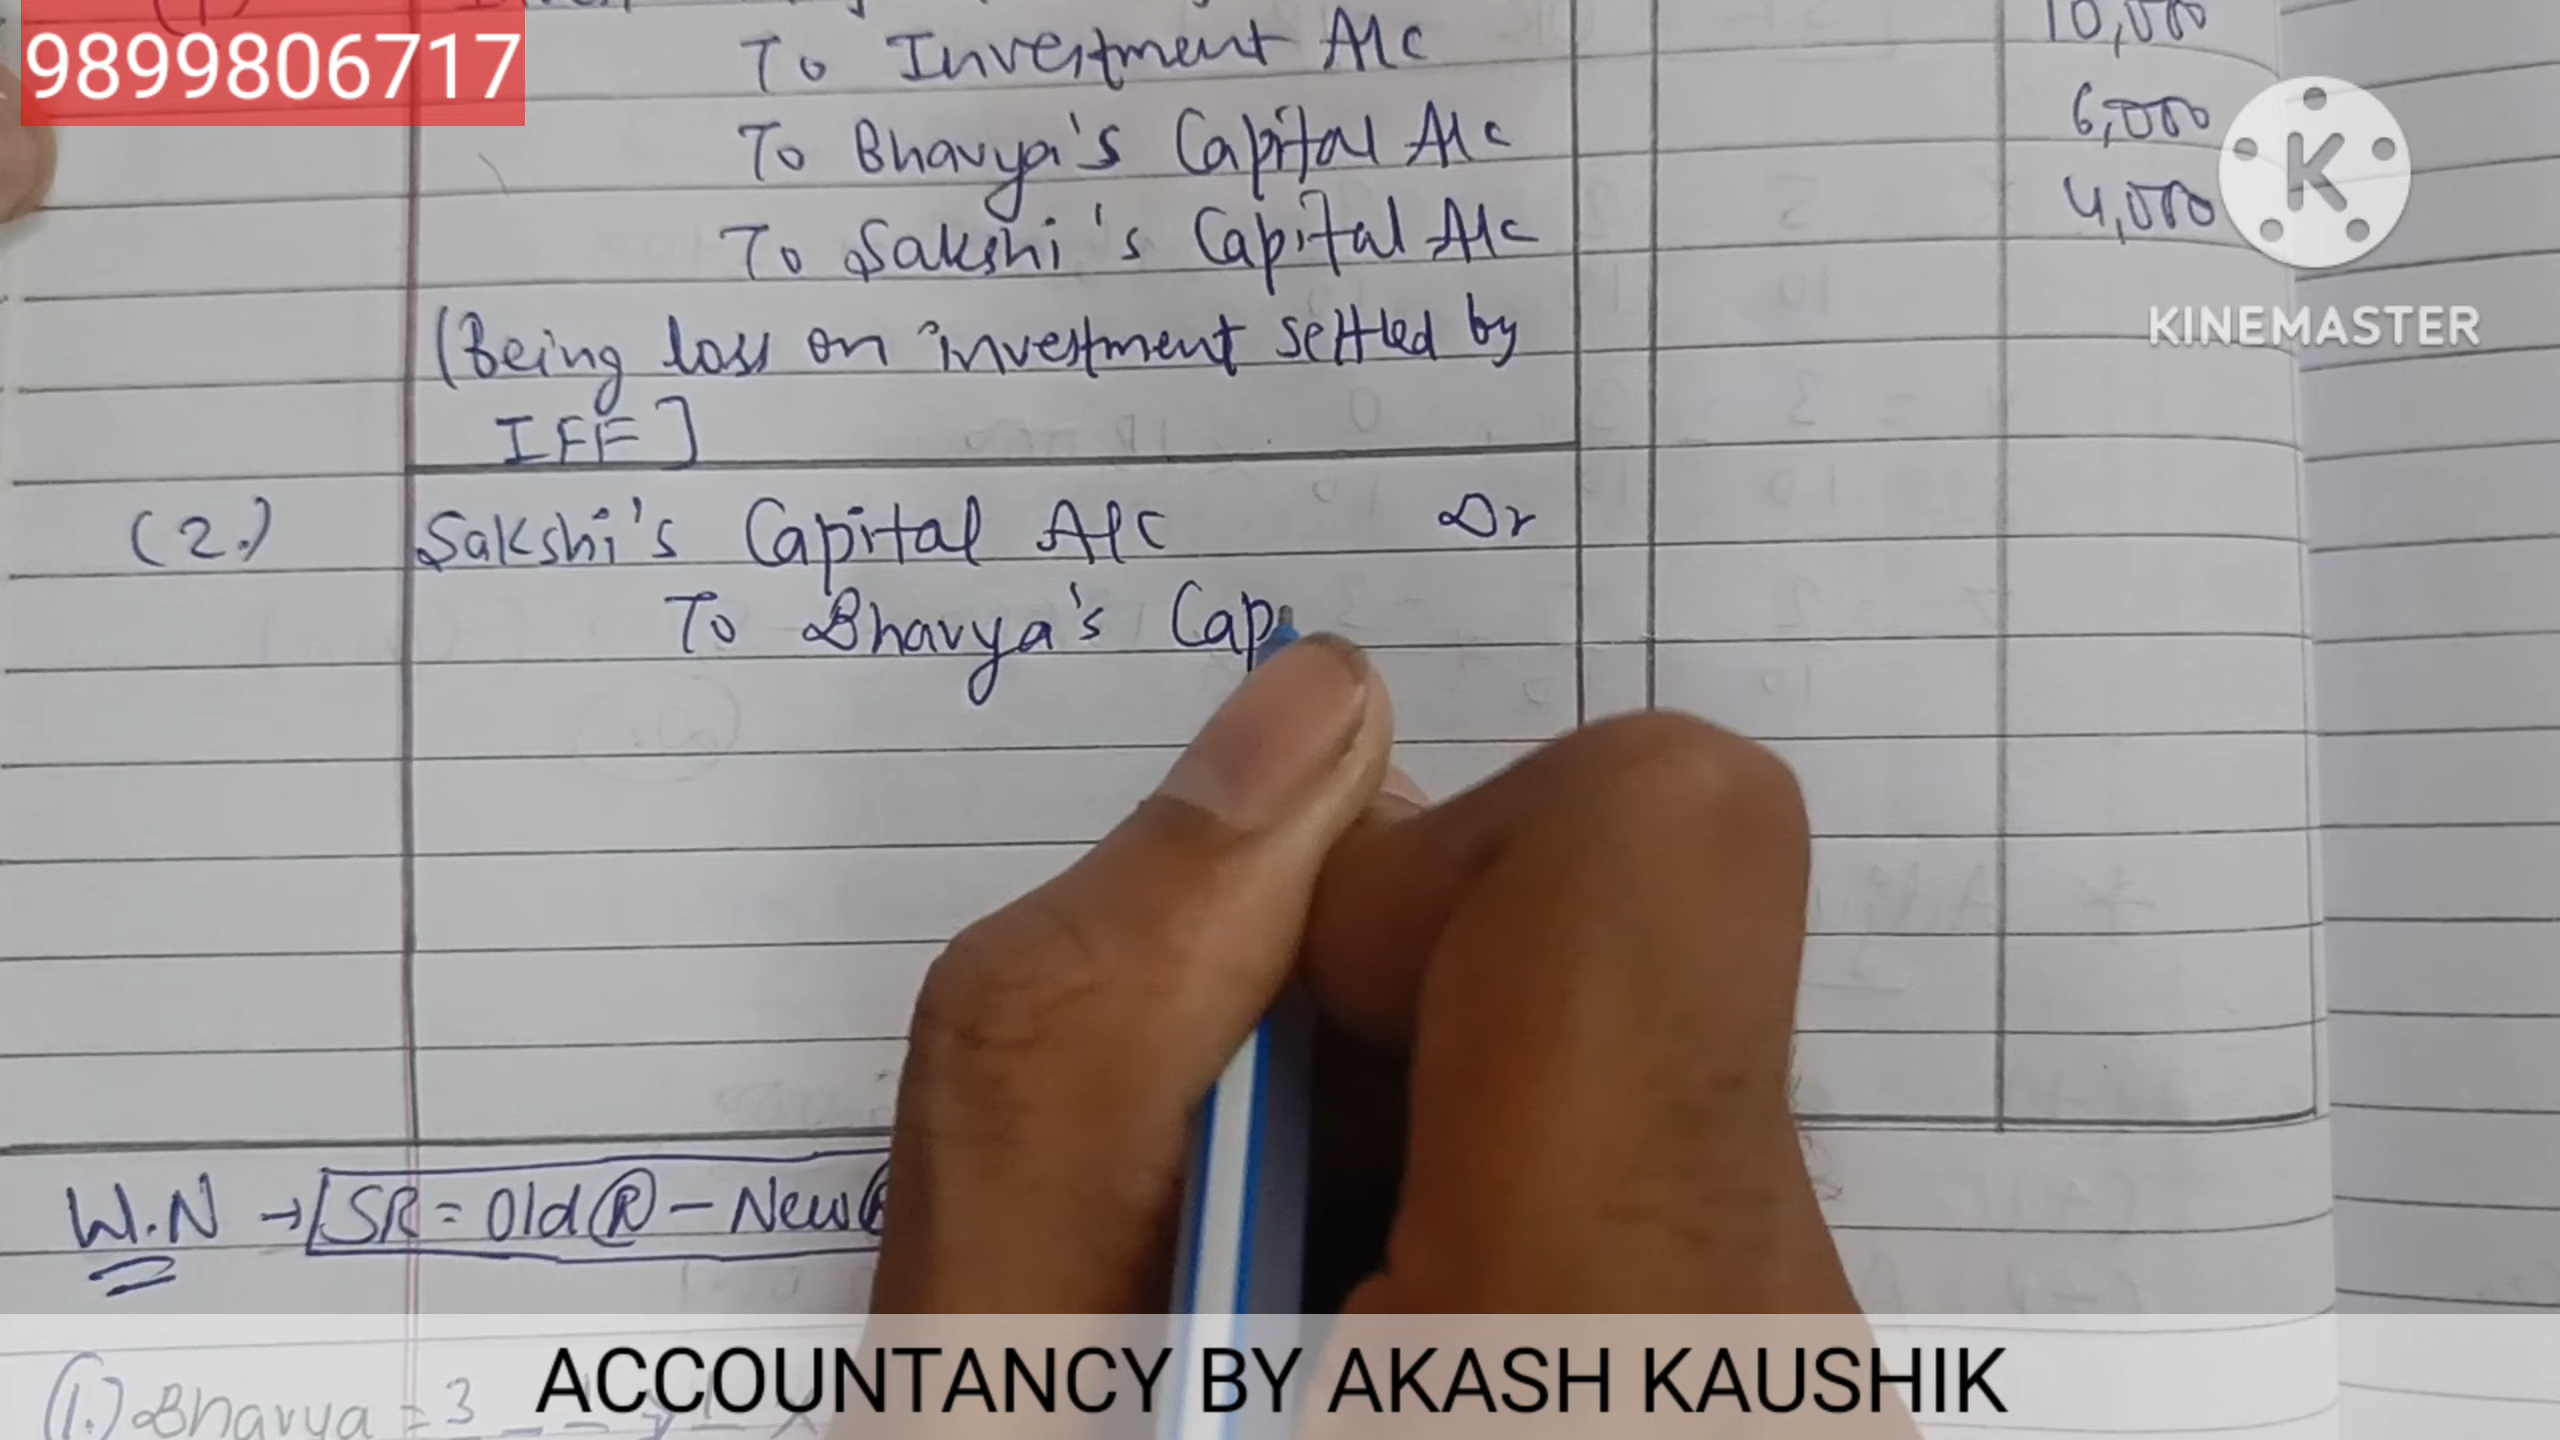 9899806717
10,000
To Investment A/c
6,000
To Bhavya's Capital A/c
4,000
To Sakshi's Capital A/c
KINEMASTER
(Being loss on investment settled by
IFF]
(2.) Sakshi's Capital A/c Dr
To Bhavya's Cap
W.N → SR = Old R - New
(1.) Bhavya = 3
ACCOUNTANCY BY AKASH KAUSHIK